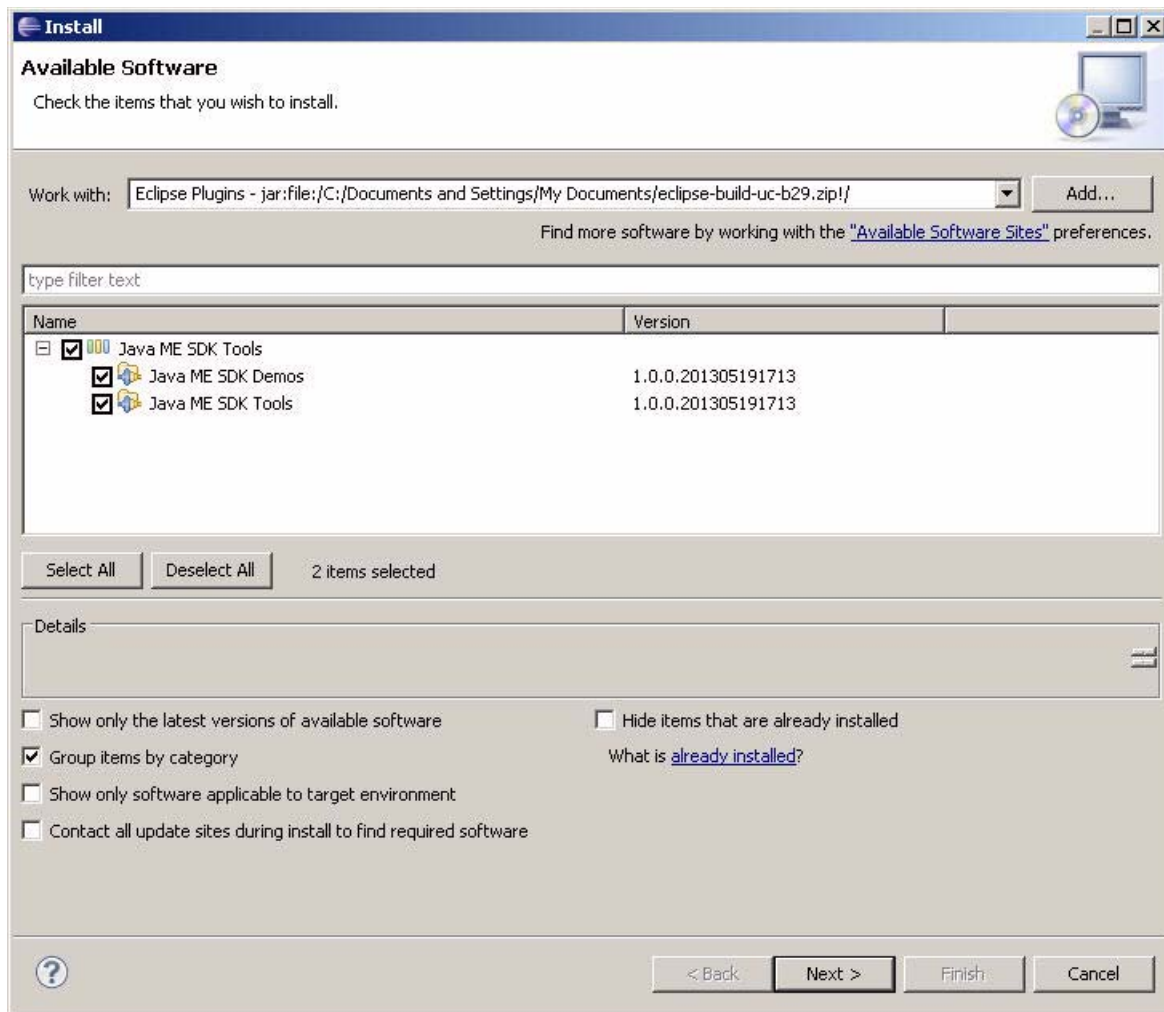 Install
Available Software
Check the items that you wish to install.
Work with: Eclipse Plugins - jar:file:/C:/Documents and Settings/My Documents/eclipse-build-uc-b29.zip!/ Add...
Find more software by working with the "Available Software Sites" preferences.
type filter text
Name Version
Java ME SDK Tools
Java ME SDK Demos 1.0.0.201305191713
Java ME SDK Tools 1.0.0.201305191713
Select All Deselect All 2 items selected
Details
Show only the latest versions of available software Hide items that are already installed
Group items by category What is already installed?
Show only software applicable to target environment
Contact all update sites during install to find required software
? < Back Next > Finish Cancel